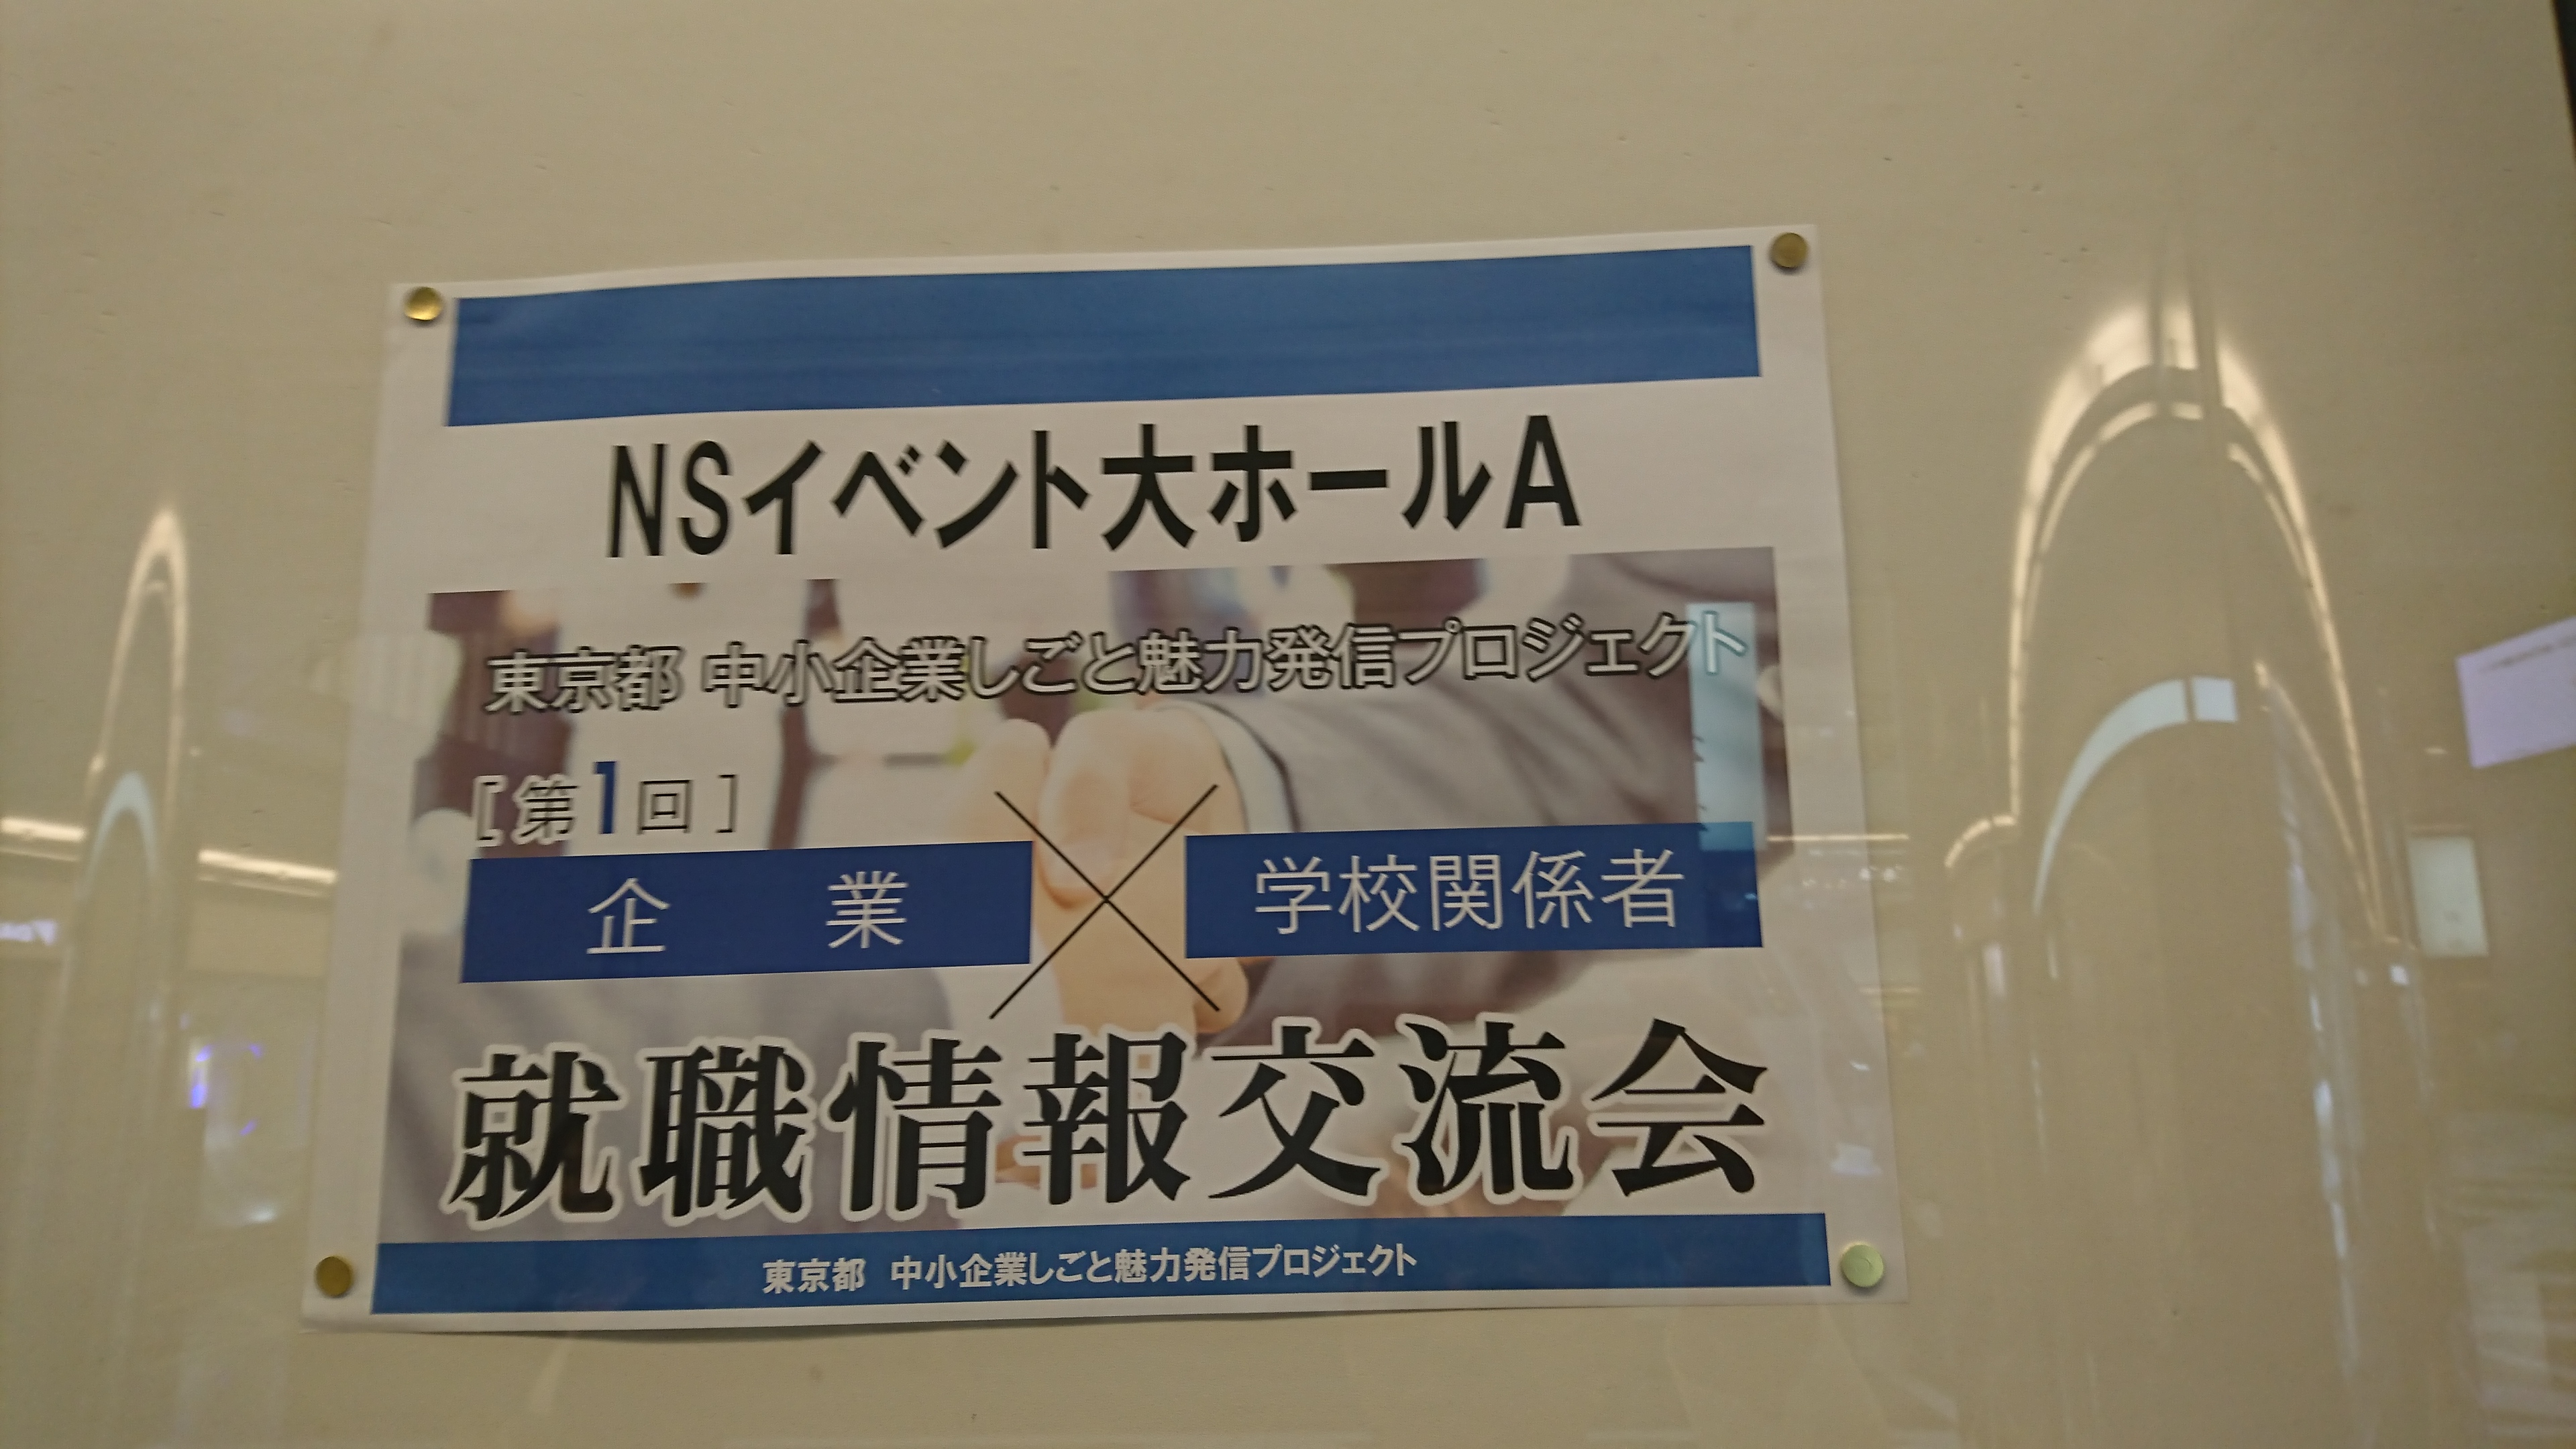 NSイベント大ホールA
東京都 中小企業しごと魅力発信プロジェクト
[第1回]
企業×学校関係者
就職情報交流会
東京都 中小企業しごと魅力発信プロジェクト